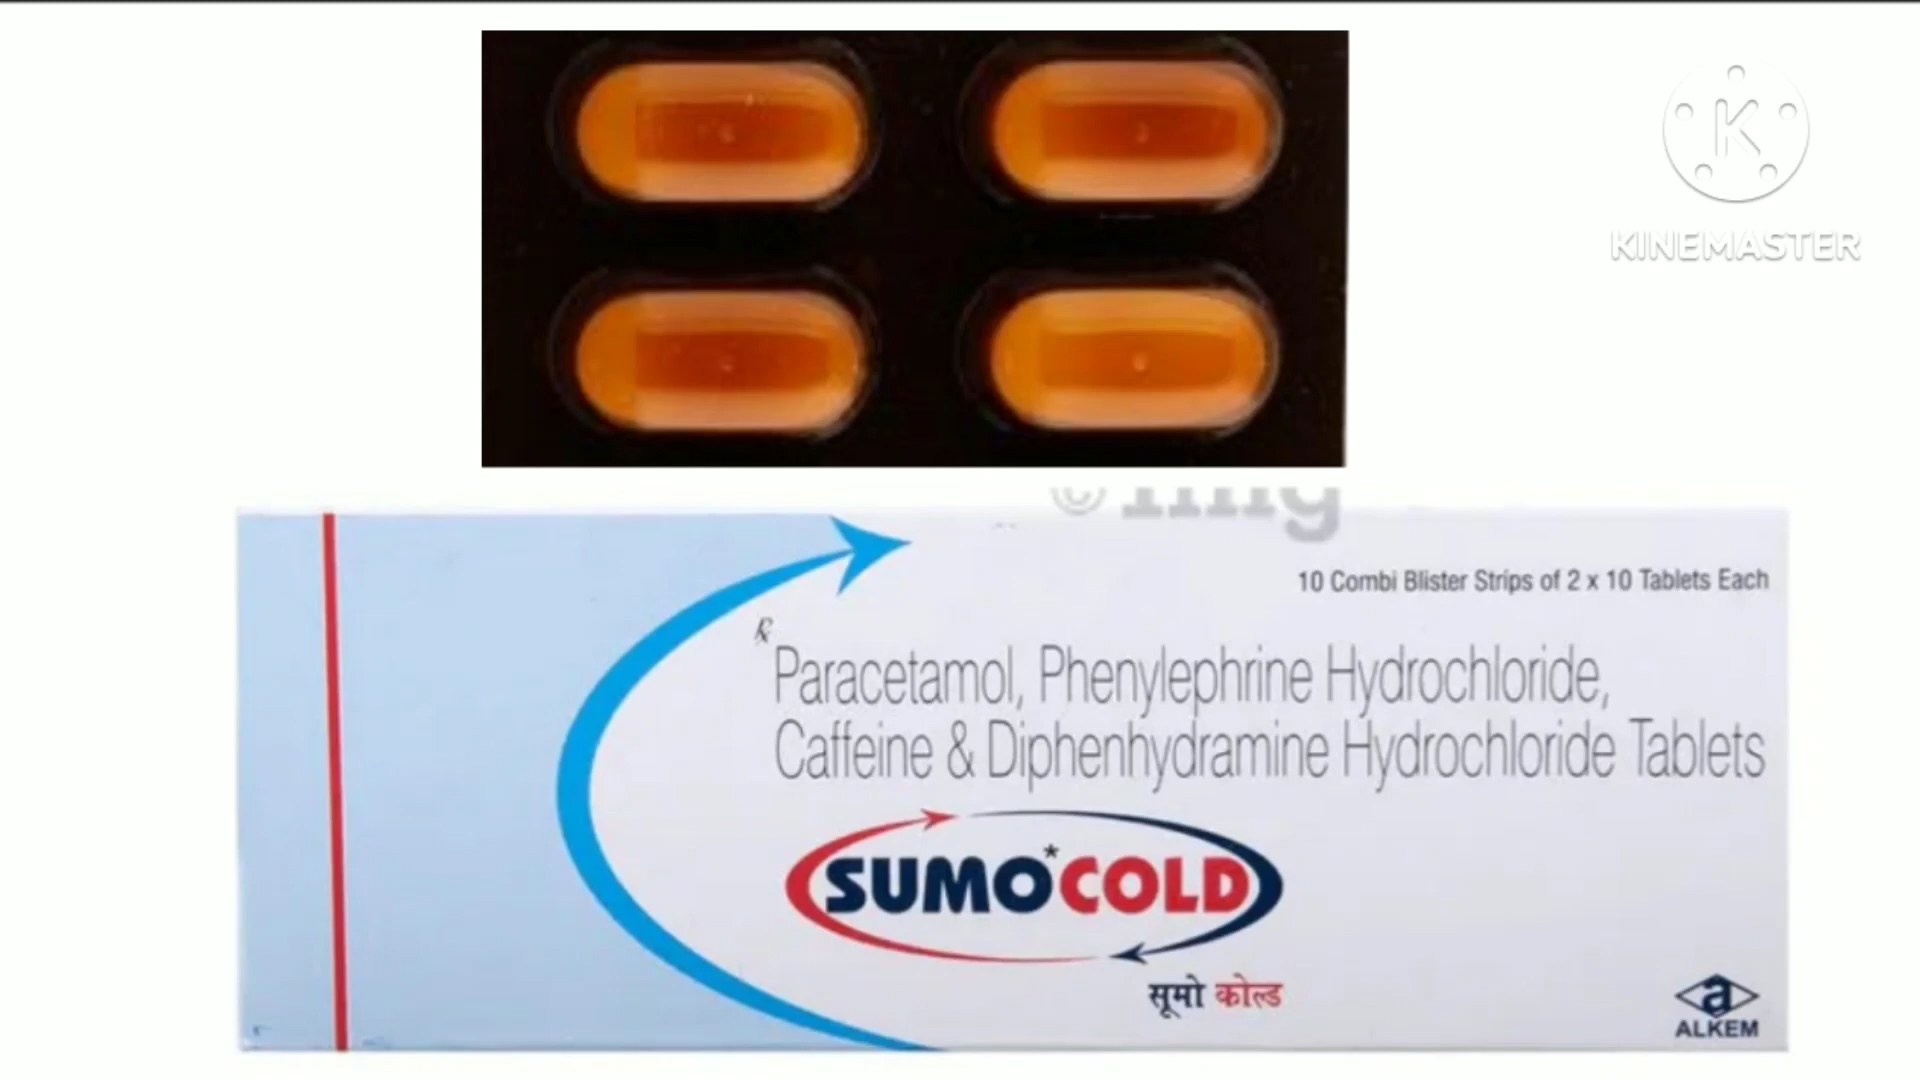 K
KINEMASTER
10 Combi Blister Strips of 2 x 10 Tablets Each
℞
Paracetamol, Phenylephrine Hydrochloride,
Caffeine & Diphenhydramine Hydrochloride Tablets
SUMO*COLD
सूमो कोल्ड
a
ALKEM